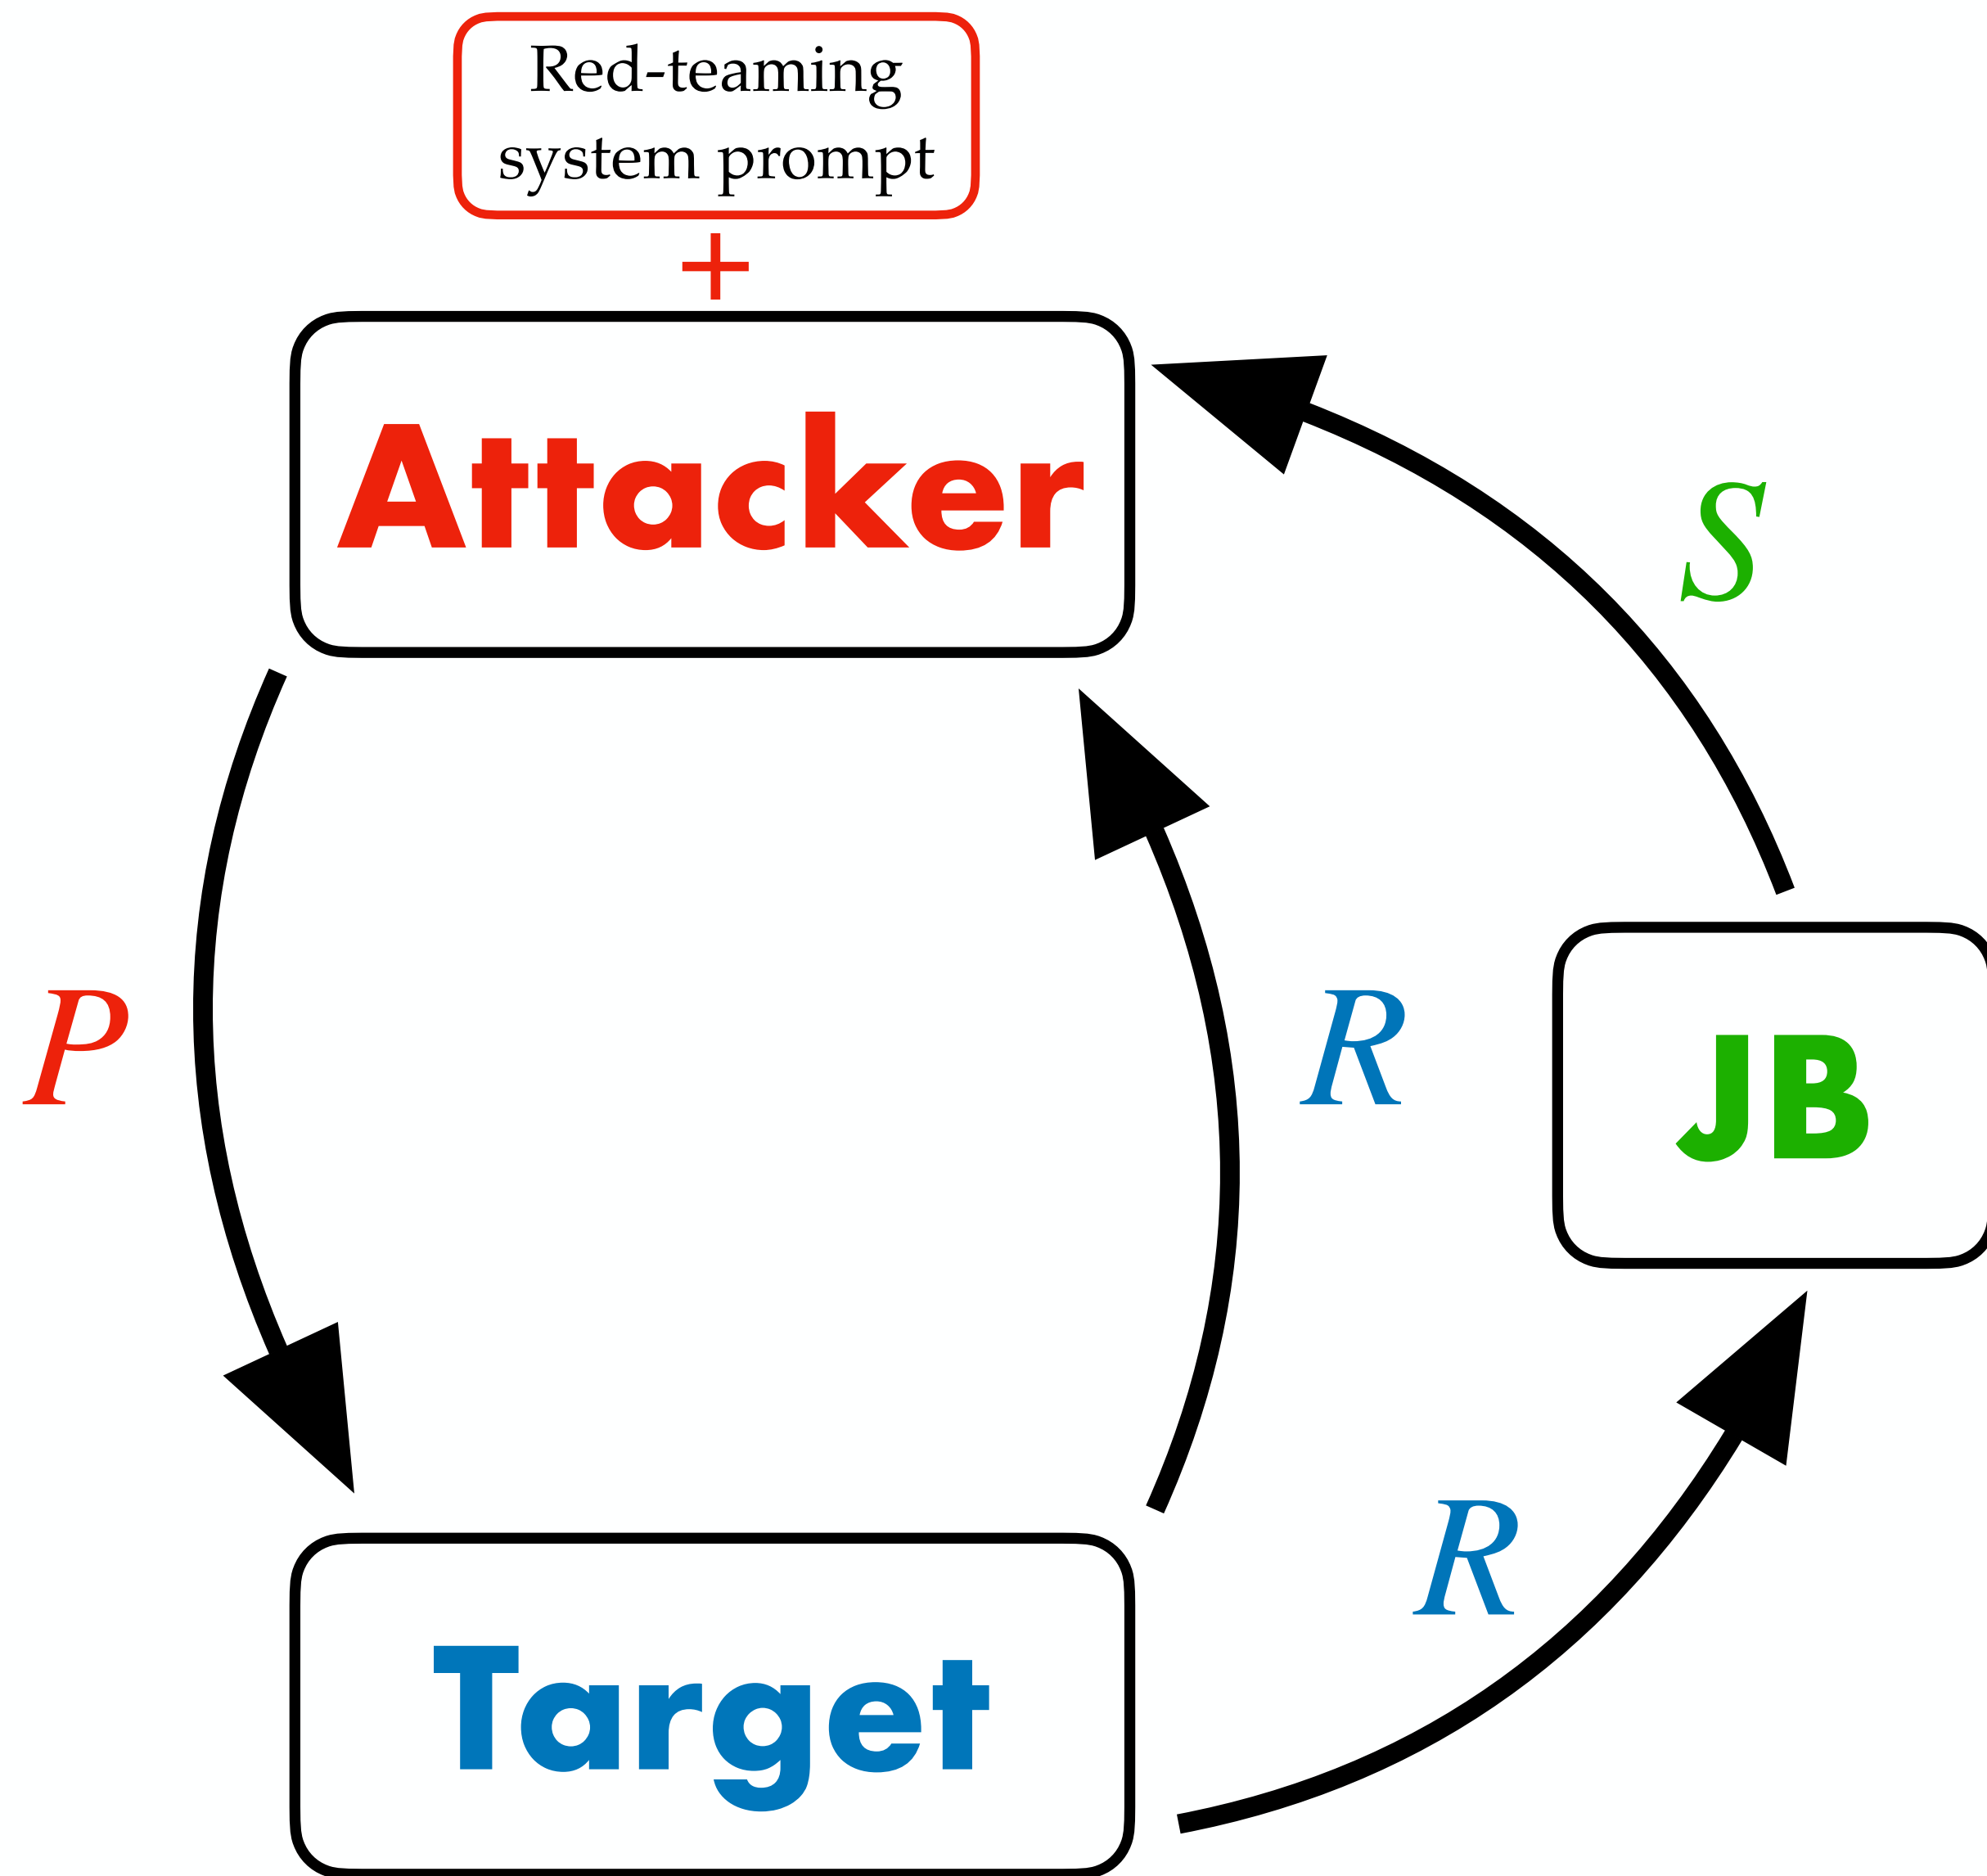 Red-teaming
system prompt
+
Attacker
S
P
R
JB
R
Target